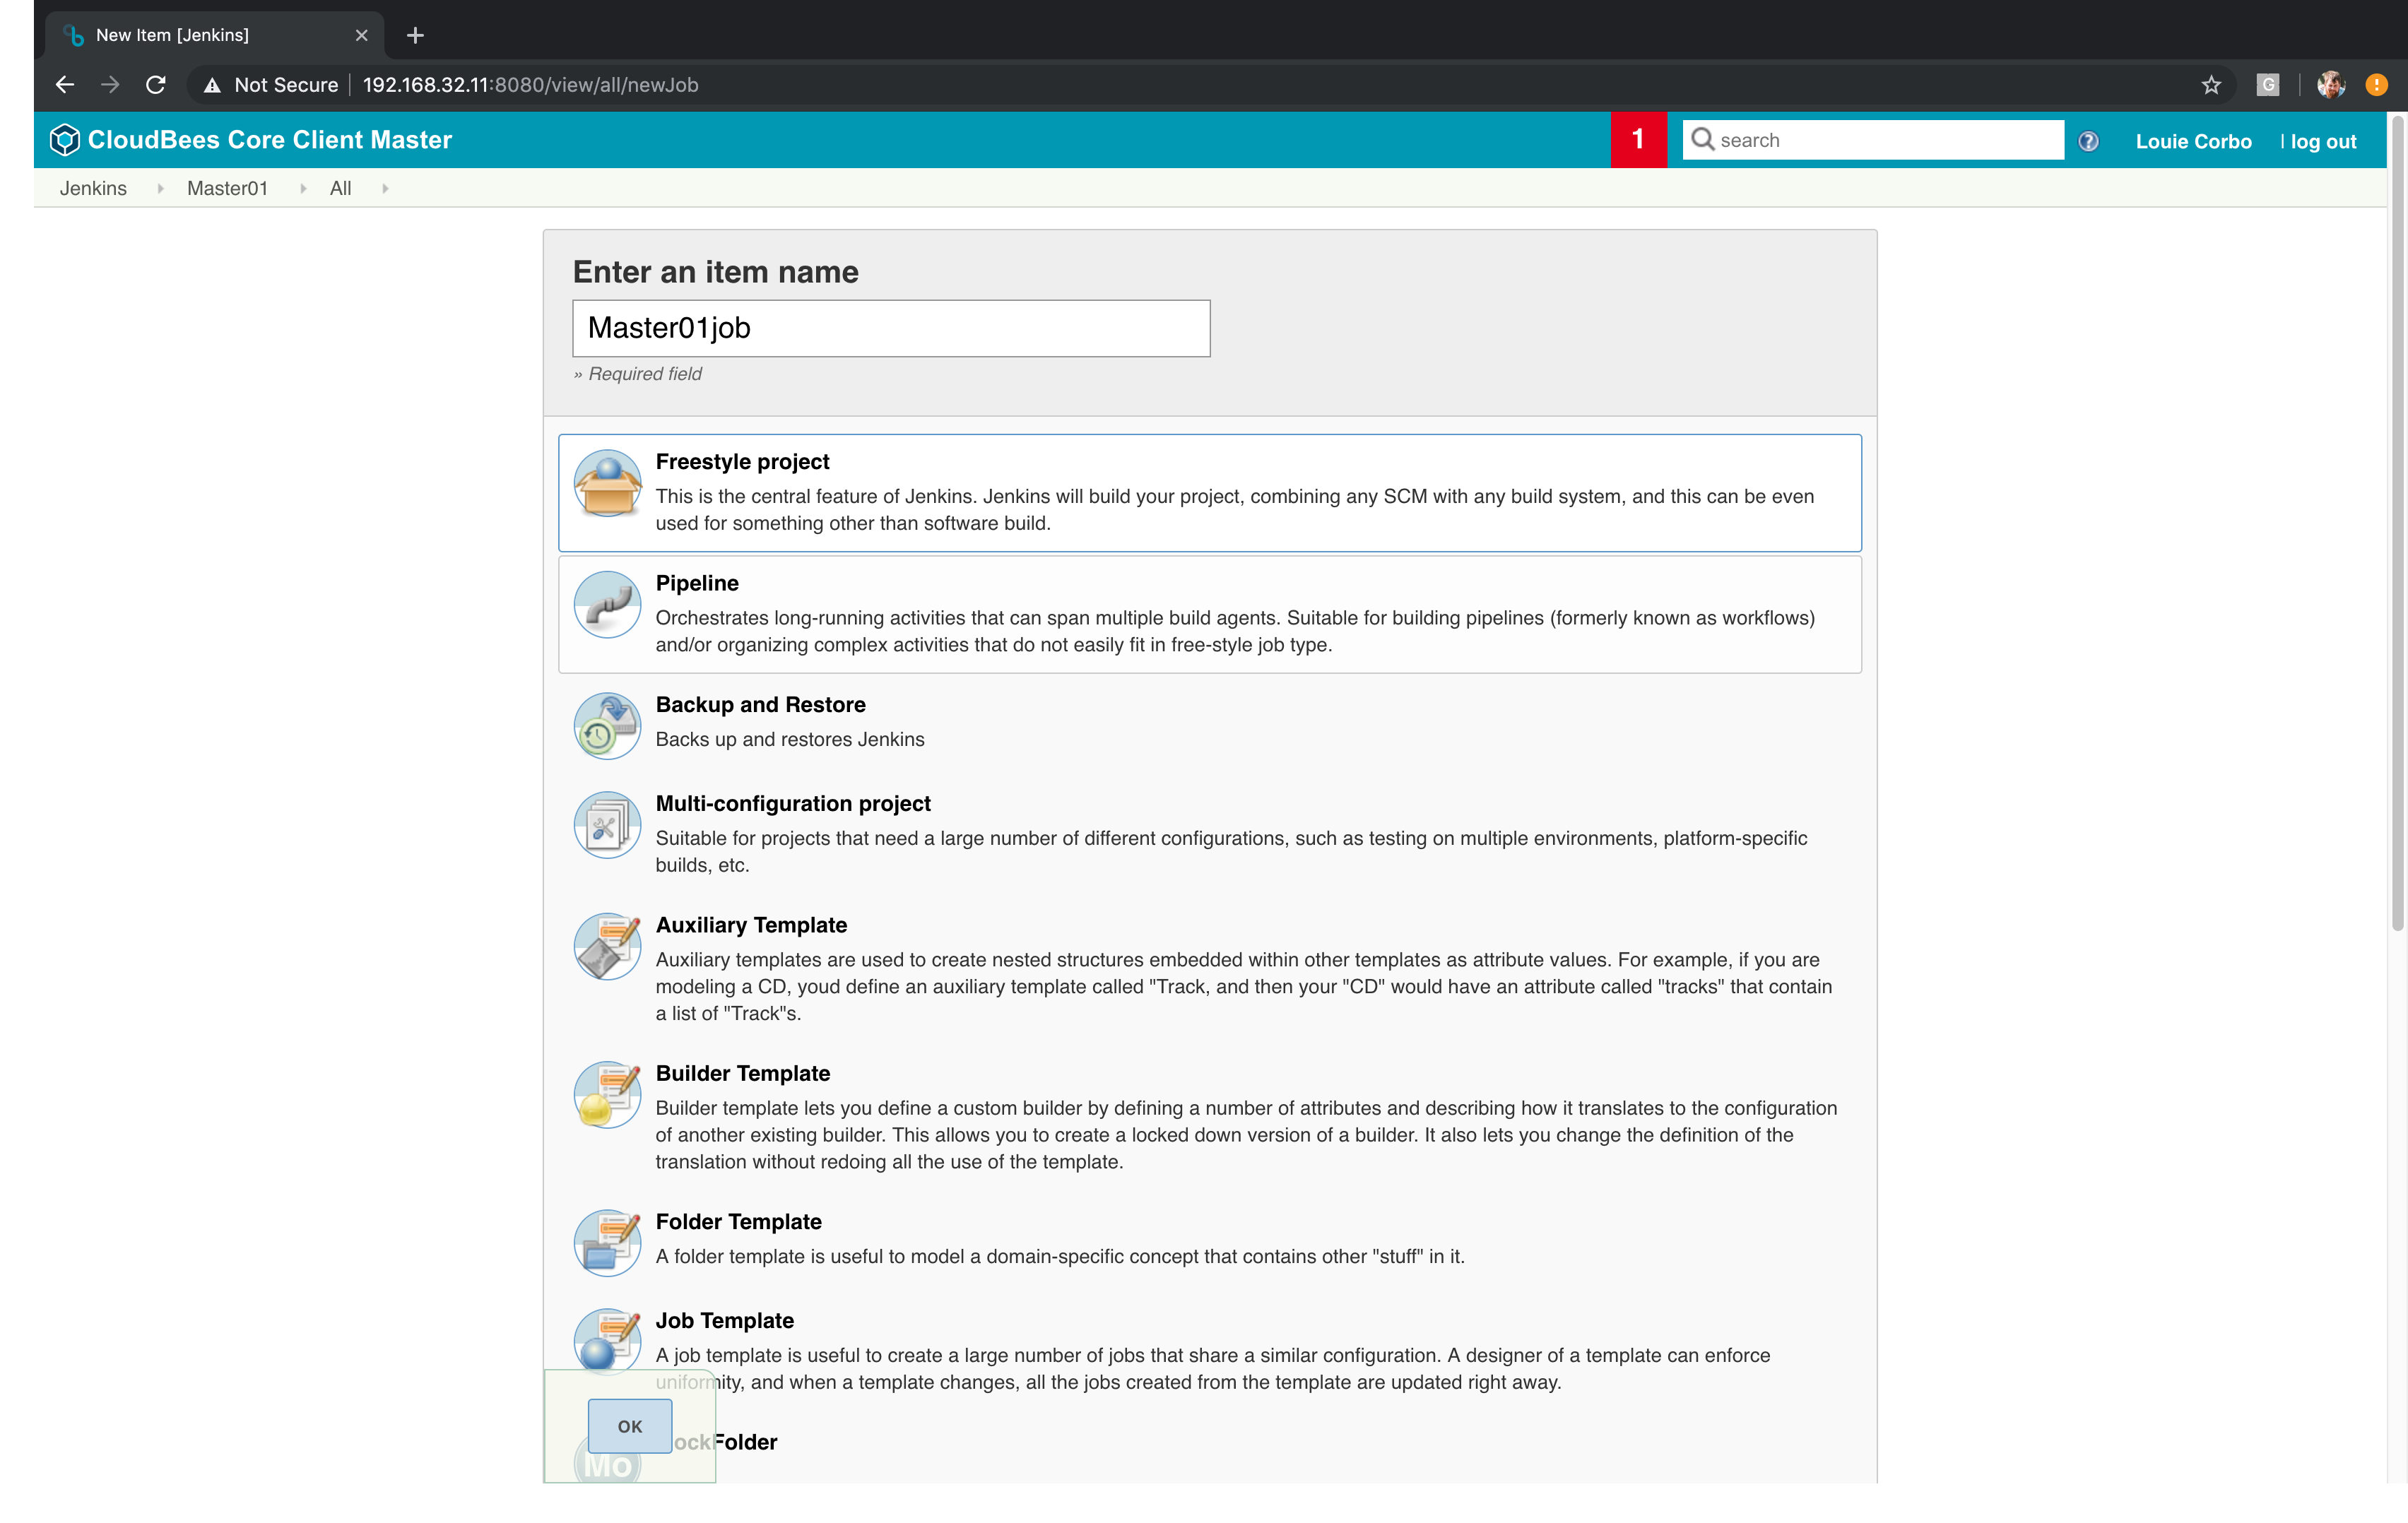 New Item [Jenkins]
Not Secure 192.168.32.11:8080/view/all/newJob
G
CloudBees Core Client Master
1
search
Louie Corbo
| log out
Jenkins
Master01
All
Enter an item name
Master01job
» Required field
Freestyle project
This is the central feature of Jenkins. Jenkins will build your project, combining any SCM with any build system, and this can be even
used for something other than software build.
Pipeline
Orchestrates long-running activities that can span multiple build agents. Suitable for building pipelines (formerly known as workflows)
and/or organizing complex activities that do not easily fit in free-style job type.
Backup and Restore
Backs up and restores Jenkins
Multi-configuration project
Suitable for projects that need a large number of different configurations, such as testing on multiple environments, platform-specific
builds, etc.
Auxiliary Template
Auxiliary templates are used to create nested structures embedded within other templates as attribute values. For example, if you are
modeling a CD, youd define an auxiliary template called "Track, and then your "CD" would have an attribute called "tracks" that contain
a list of "Track"s.
Builder Template
Builder template lets you define a custom builder by defining a number of attributes and describing how it translates to the configuration
of another existing builder. This allows you to create a locked down version of a builder. It also lets you change the definition of the
translation without redoing all the use of the template.
Folder Template
A folder template is useful to model a domain-specific concept that contains other "stuff" in it.
Job Template
A job template is useful to create a large number of jobs that share a similar configuration. A designer of a template can enforce
uniformity, and when a template changes, all the jobs created from the template are updated right away.
OK
ockFolder
Mo